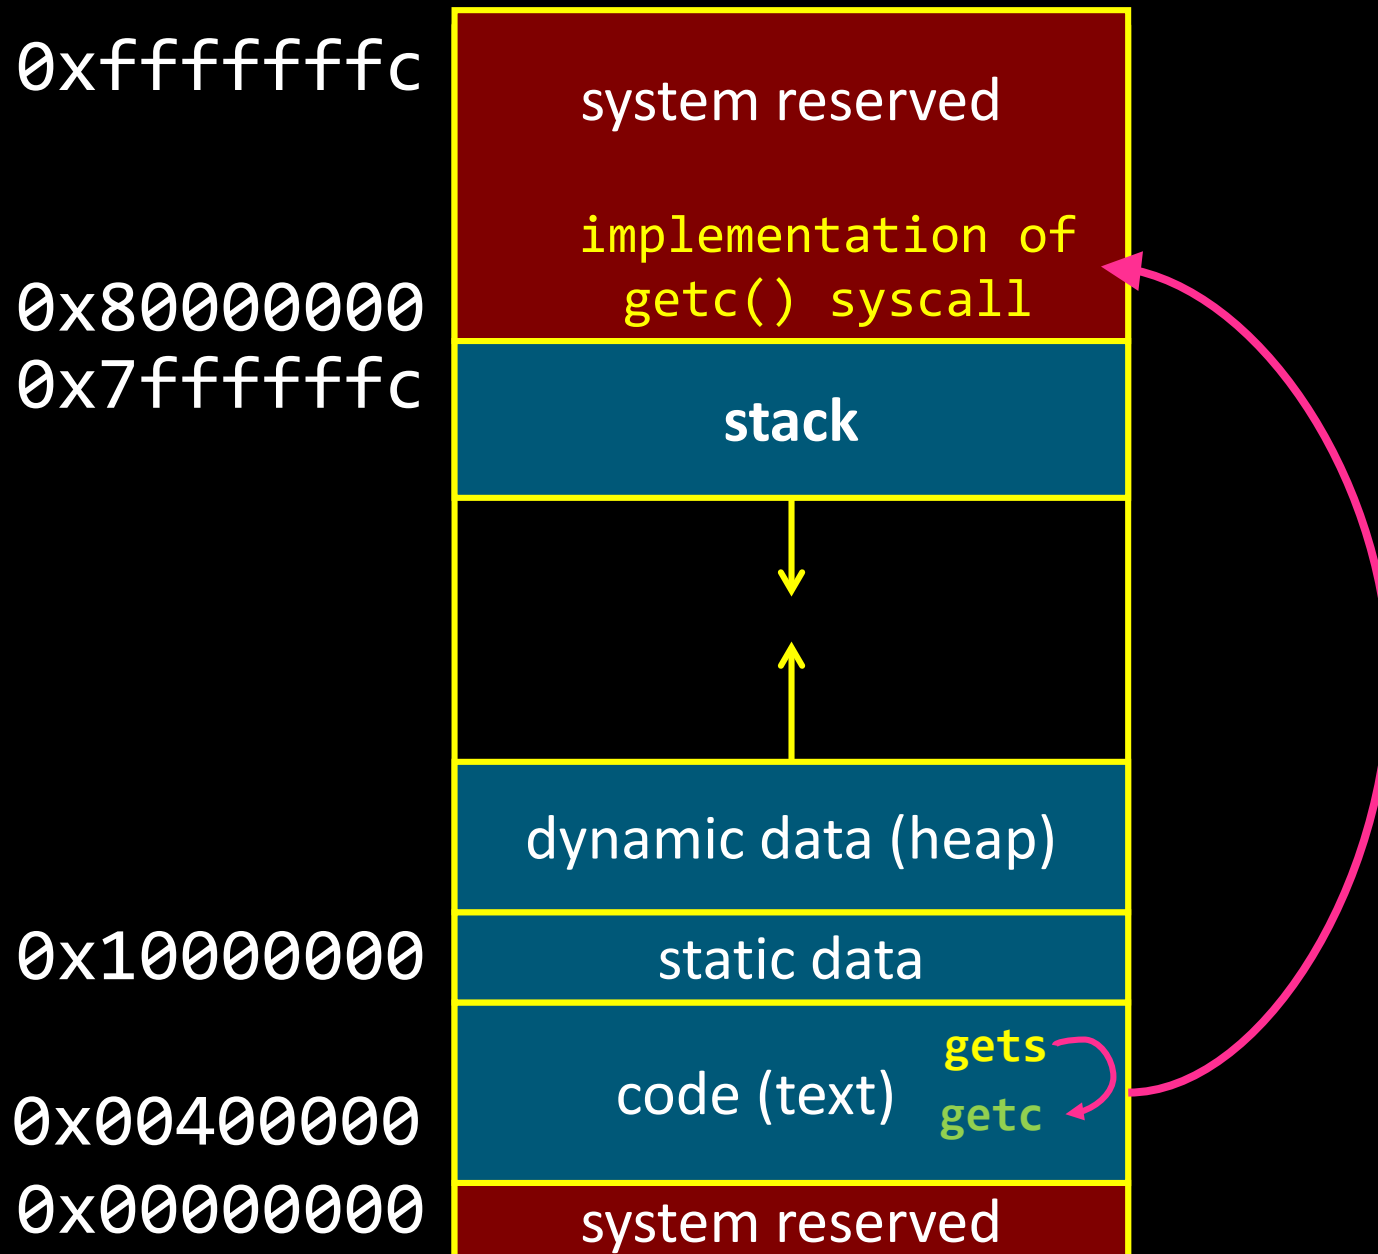 0xfffffffc
system reserved
implementation of
getc() syscall
0x80000000
0x7ffffffc
stack
dynamic data (heap)
0x10000000
static data
gets
code (text)
getc
0x00400000
0x00000000
system reserved